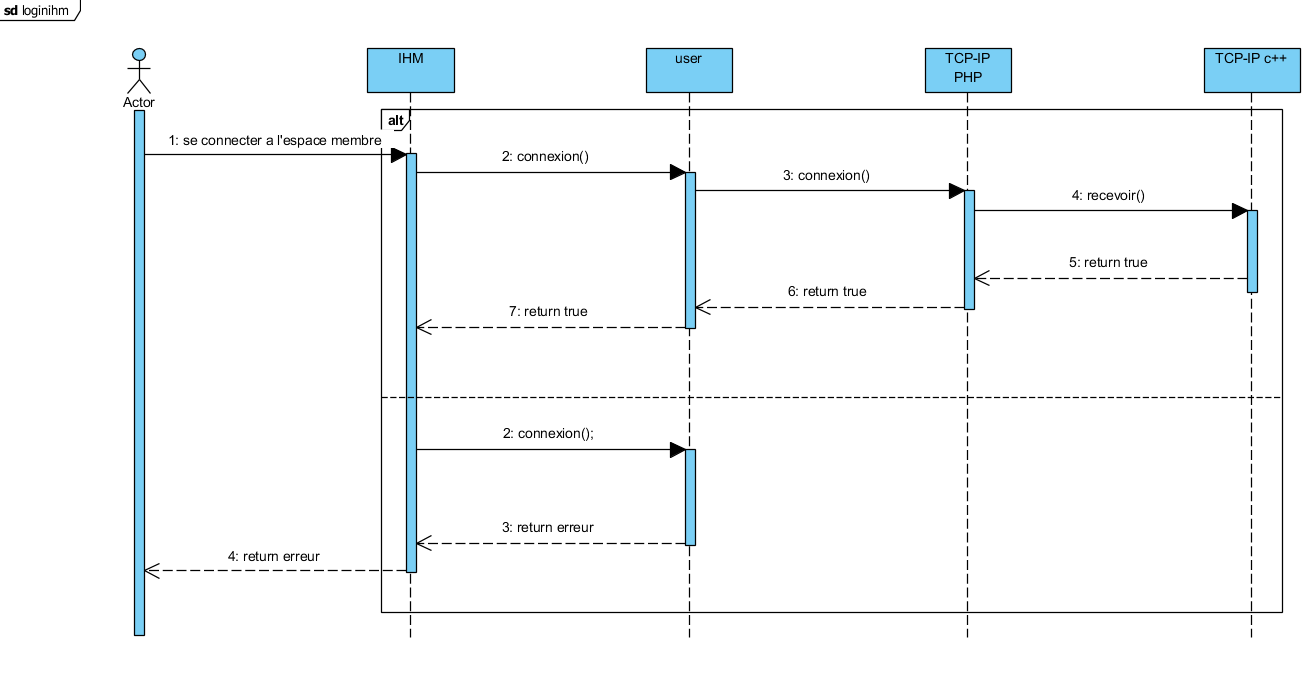 sd loginihm
Actor
IHM
user
TCP-IP
PHP
TCP-IP c++
alt
1: se connecter a l'espace membre
2: connexion()
3: connexion()
4: recevoir()
5: return true
6: return true
7: return true
2: connexion();
3: return erreur
4: return erreur